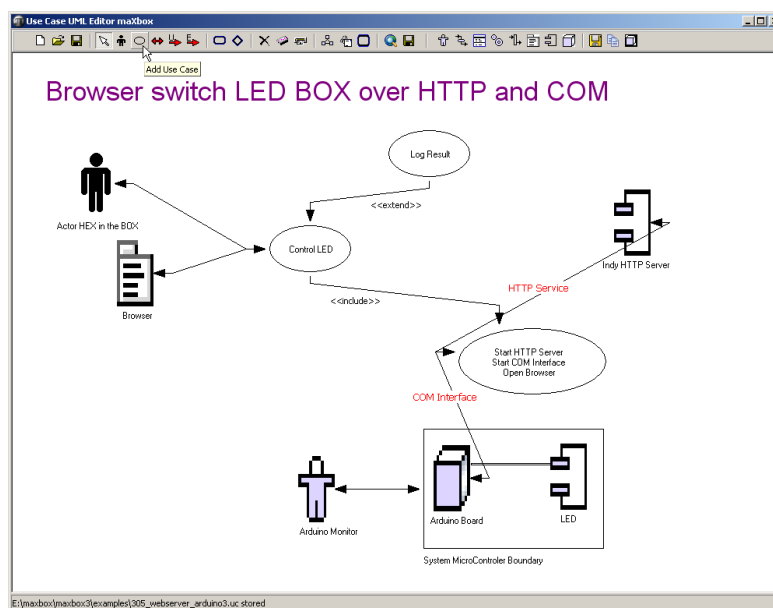 Use Case UML Editor maXbox
Add Use Case
Browser switch LED BOX over HTTP and COM
Log Result
<<extend>>
Actor HEX in the BOX
Control LED
Indy HTTP Server
HTTP Service
Browser
<<include>>
Start HTTP Server
Start COM Interface
Open Browser
COM Interface
Arduino Board
LED
Arduino Monitor
System MicroControler Boundary
E:\maxbox\maxbox3\examples\305_webserver_arduino3.uc stored